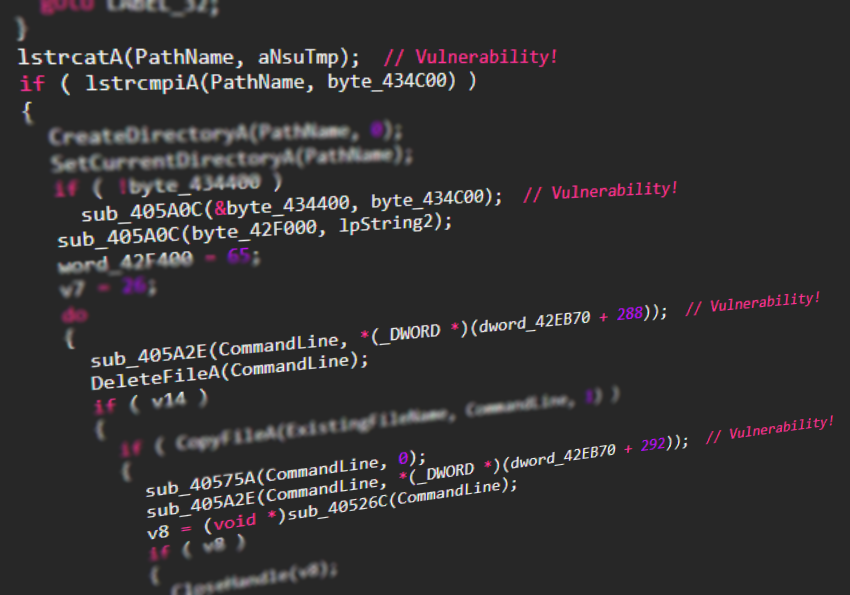 goto LABEL_32;
}
lstrcatA(PathName, aNsuTmp);  // Vulnerability!
if ( lstrcmpiA(PathName, byte_434C00) )
{
CreateDirectoryA(PathName, 0);
SetCurrentDirectoryA(PathName);
if ( !byte_434400 )
sub_405A0C(&byte_434400, byte_434C00);  // Vulnerability!
sub_405A0C(byte_42F000, lpString2);
word_42F400 = 65;
v7 = 26;
do
{
sub_405A2E(CommandLine, *(_DWORD *)(dword_42EB70 + 288));  // Vulnerability!
DeleteFileA(CommandLine);
if ( v14 )
{
if ( CopyFileA(ExistingFileName, CommandLine, 1) )
{
sub_40575A(CommandLine, 0);
sub_405A2E(CommandLine, *(_DWORD *)(dword_42EB70 + 292));  // Vulnerability!
v8 = (void *)sub_40526C(CommandLine);
if ( v8 )
{
CloseHandle(v8);